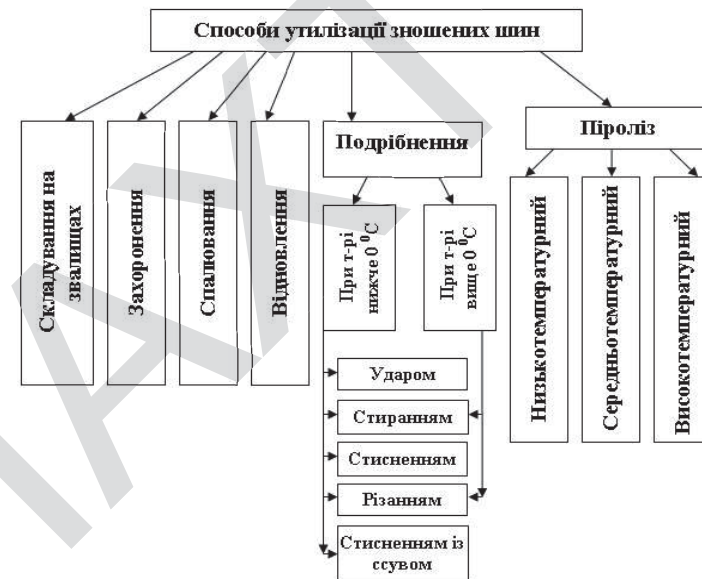 Способи утилізації зношених шин
Складування на
звалищах
Захоронення
Спалювання
Відновлення
Подрібнення
При т-рі
нижче 0 ⁰С
При т-рі
вище 0 ⁰С
Ударом
Стиранням
Стисненням
Різанням
Стисненням із
ссувом
Піроліз
Низькотемпературний
Середньотемпературний
Високотемпературний